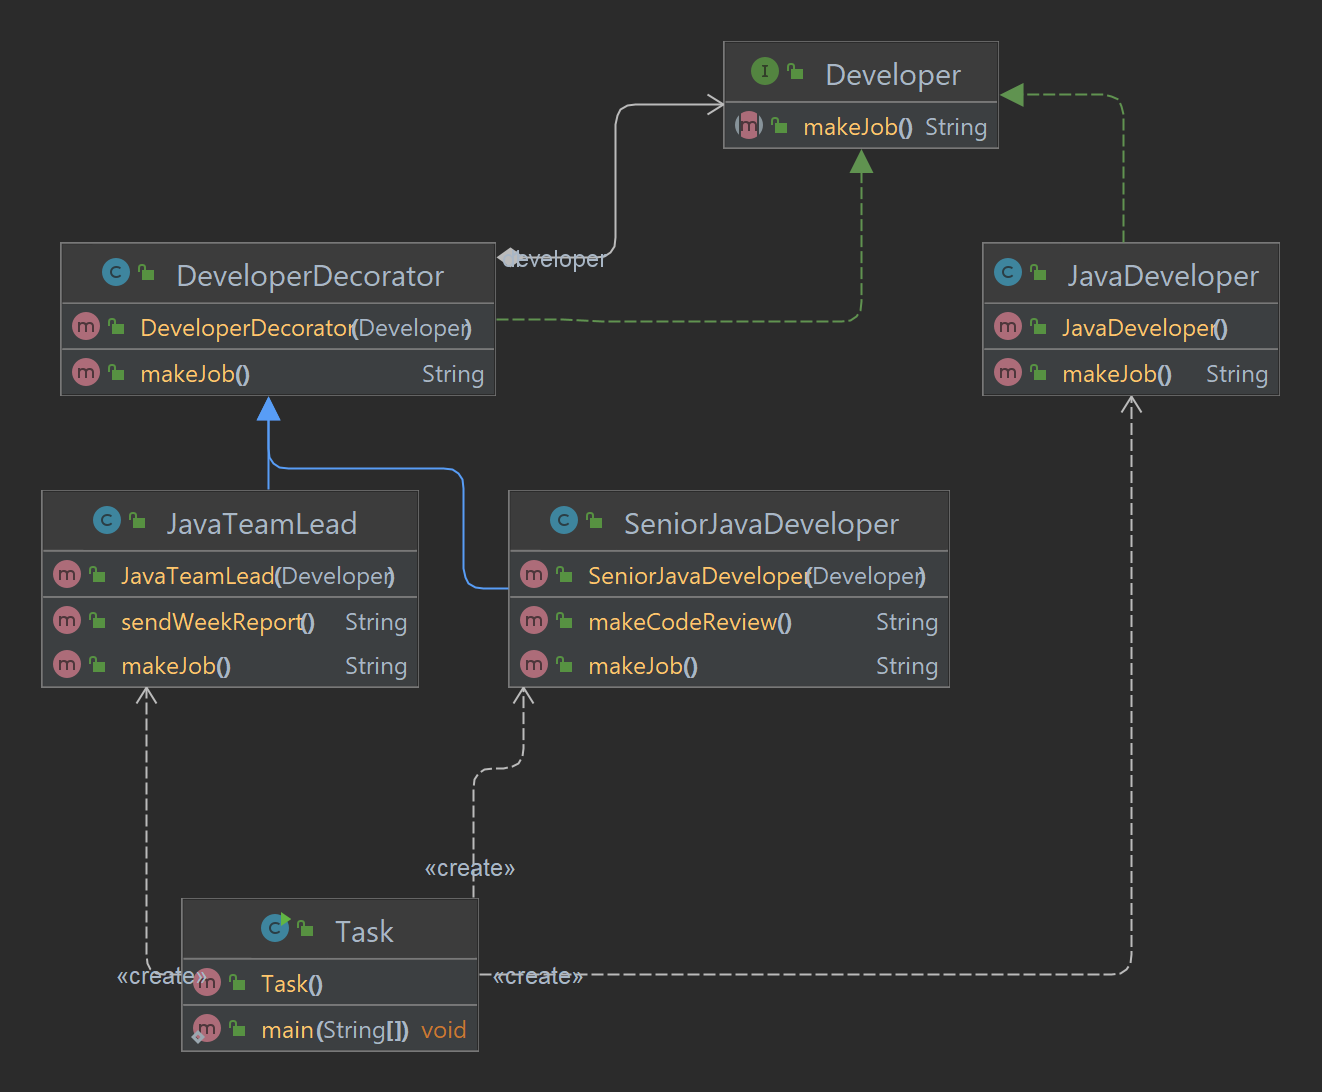 Developer
makeJob() String
developer
DeveloperDecorator
DeveloperDecorator(Developer)
makeJob() String
JavaDeveloper
JavaDeveloper()
makeJob() String
JavaTeamLead
JavaTeamLead(Developer)
sendWeekReport() String
makeJob() String
SeniorJavaDeveloper
SeniorJavaDeveloper(Developer)
makeCodeReview() String
makeJob() String
«create»
Task
«create»
Task()
«create»
main(String[]) void